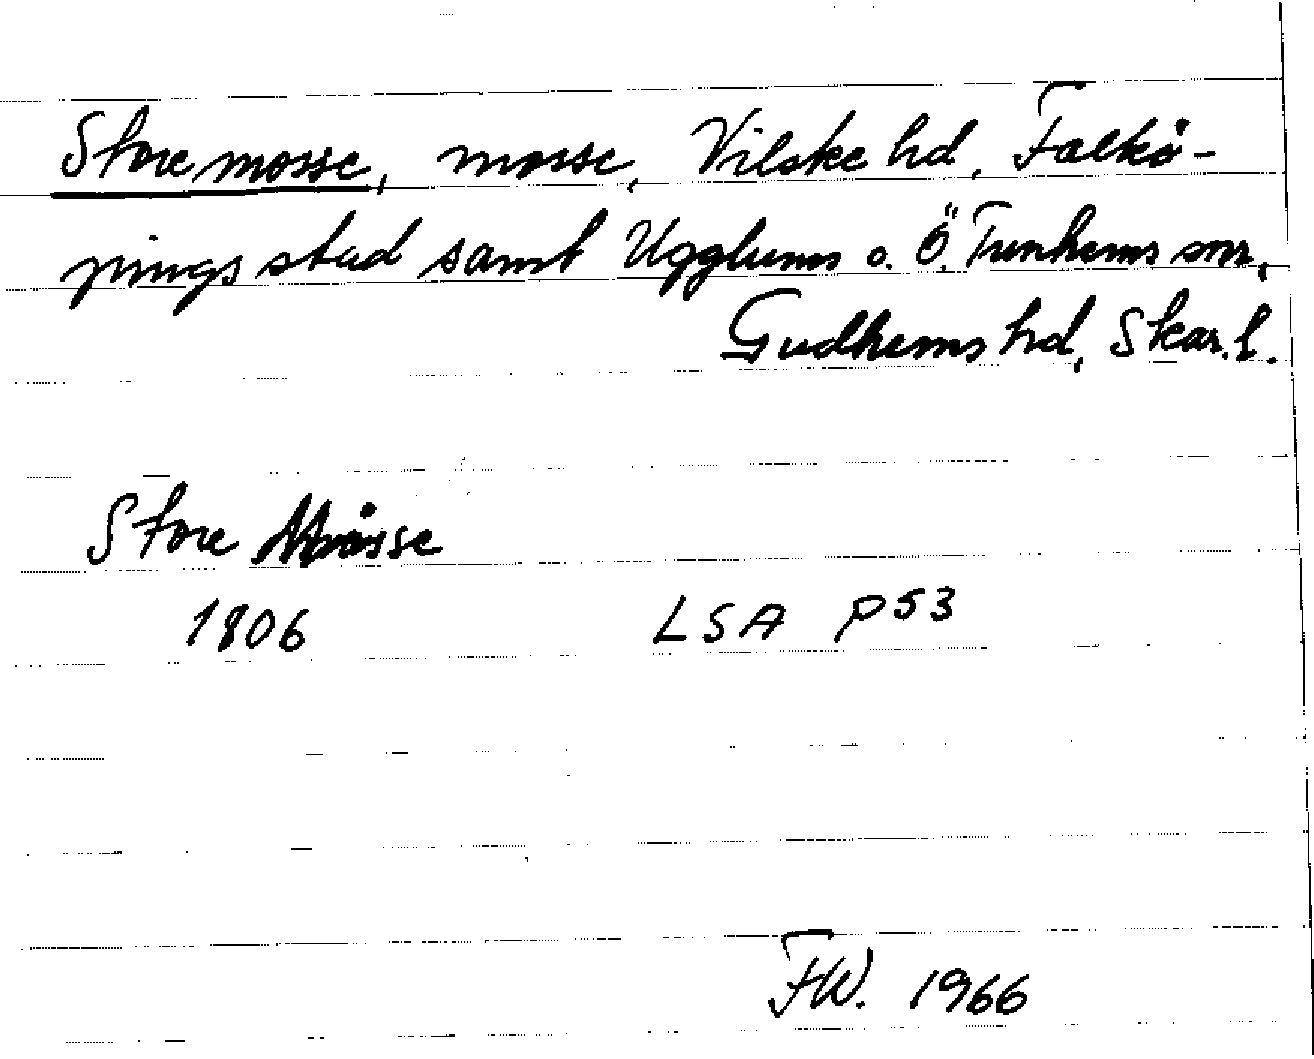 Store mosse, mosse, Vilske hd, Falkö-
pings stad samt Ugglums o. Ö. Tunhems snr,
Gudhems hd, Skar. l.
Store Måsse
1806 LSA P53
FW. 1966